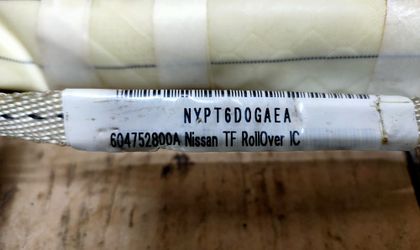 NYPT6D0GAEA
604752800A Nissan TF RollOver IC